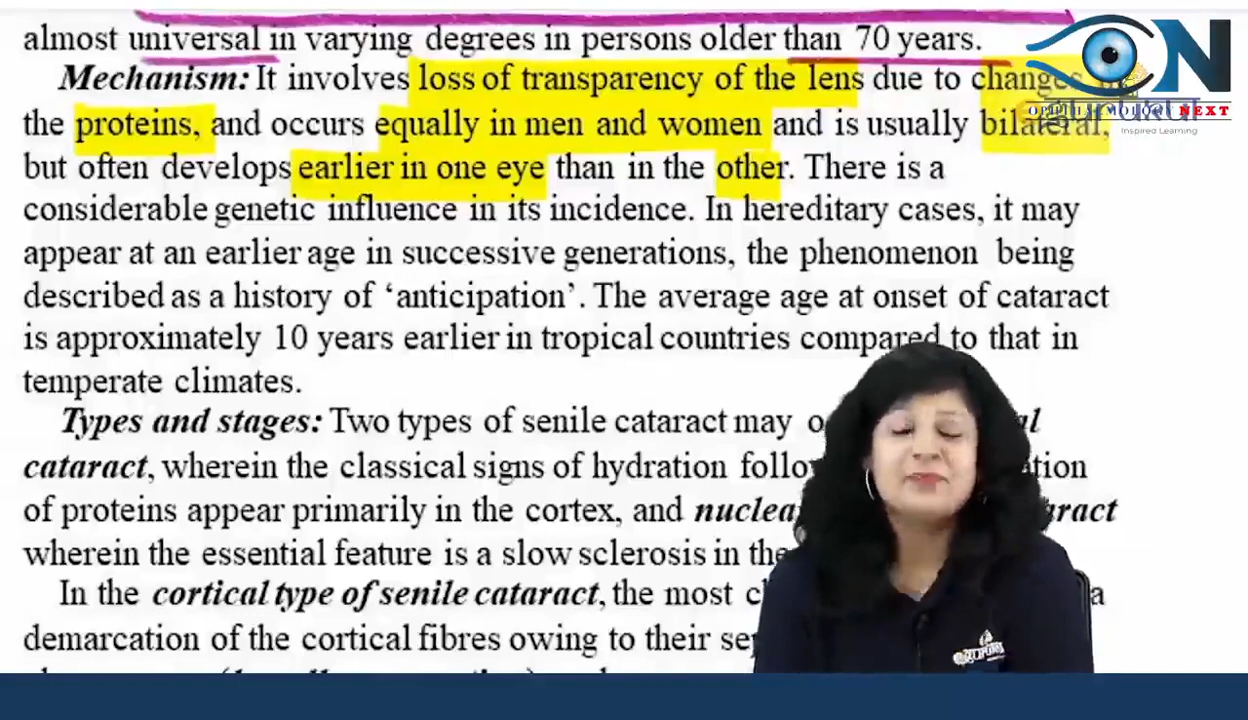 almost universal in varying degrees in persons older than 70 years.
Mechanism: It involves loss of transparency of the lens due to changes
the proteins, and occurs equally in men and women and is usually bilateral,
but often develops earlier in one eye than in the other. There is a
considerable genetic influence in its incidence. In hereditary cases, it may
appear at an earlier age in successive generations, the phenomenon being
described as a history of ‘anticipation’. The average age at onset of cataract
is approximately 10 years earlier in tropical countries compared to that in
temperate climates.
Types and stages: Two types of senile cataract may
cataract, wherein the classical signs of hydration
of proteins appear primarily in the cortex, and
wherein the essential feature is a slow sclerosis in the
In the cortical type of senile cataract, the most a
demarcation of the cortical fibres owing to their
ON
OPHTHALMOLOGY NEXT
Inspired Learning